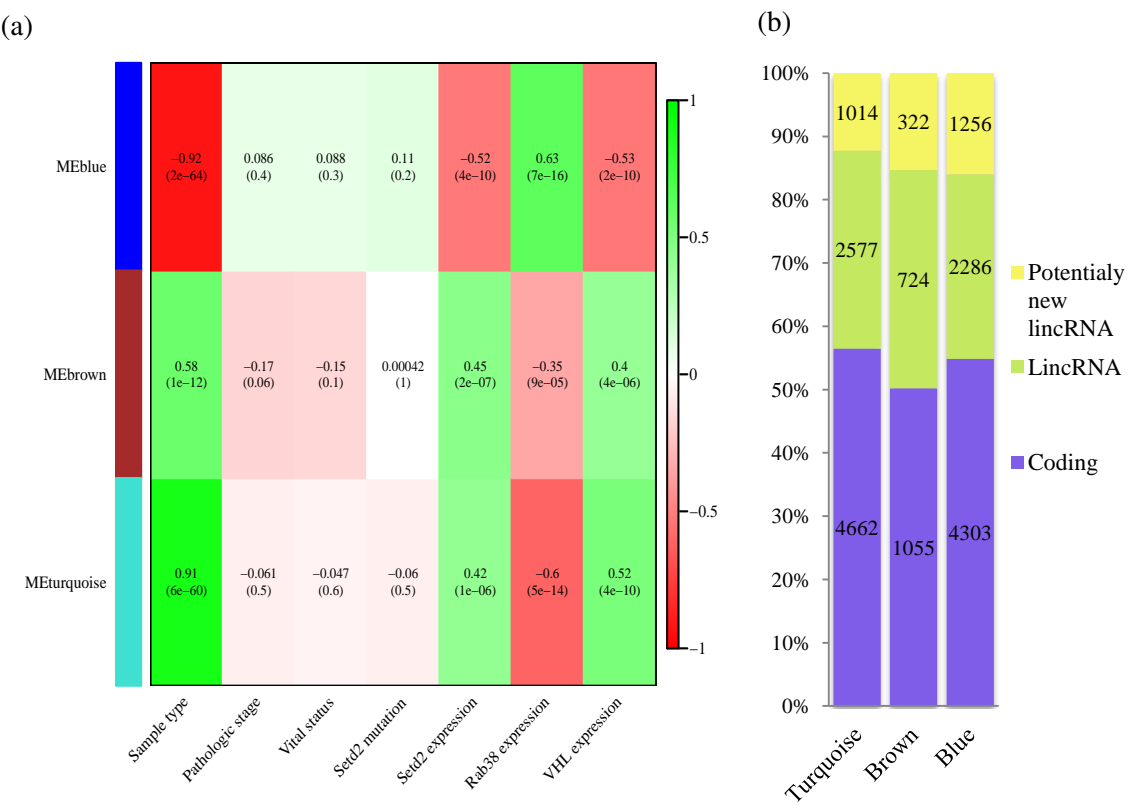 (a)
MEblue
−0.92
(2e−64)
0.086
(0.4)
0.088
(0.3)
0.11
(0.2)
−0.52
(4e−10)
0.63
(7e−16)
−0.53
(2e−10)
MEbrown
0.58
(1e−12)
−0.17
(0.06)
−0.15
(0.1)
0.00042
(1)
0.45
(2e−07)
−0.35
(9e−05)
0.4
(4e−06)
MEturquoise
0.91
(6e−60)
−0.061
(0.5)
−0.047
(0.6)
−0.06
(0.5)
0.42
(1e−06)
−0.6
(5e−14)
0.52
(4e−10)
Sample type
Pathologic stage
Vital status
Setd2 mutation
Setd2 expression
Rab38 expression
VHL expression
1
0.5
0
−0.5
−1
(b)
100%
90%
80%
70%
60%
50%
40%
30%
20%
10%
0%
1014
322
1256
2577
724
2286
4662
1055
4303
Turquoise
Brown
Blue
Potentialy
new
lincRNA
LincRNA
Coding